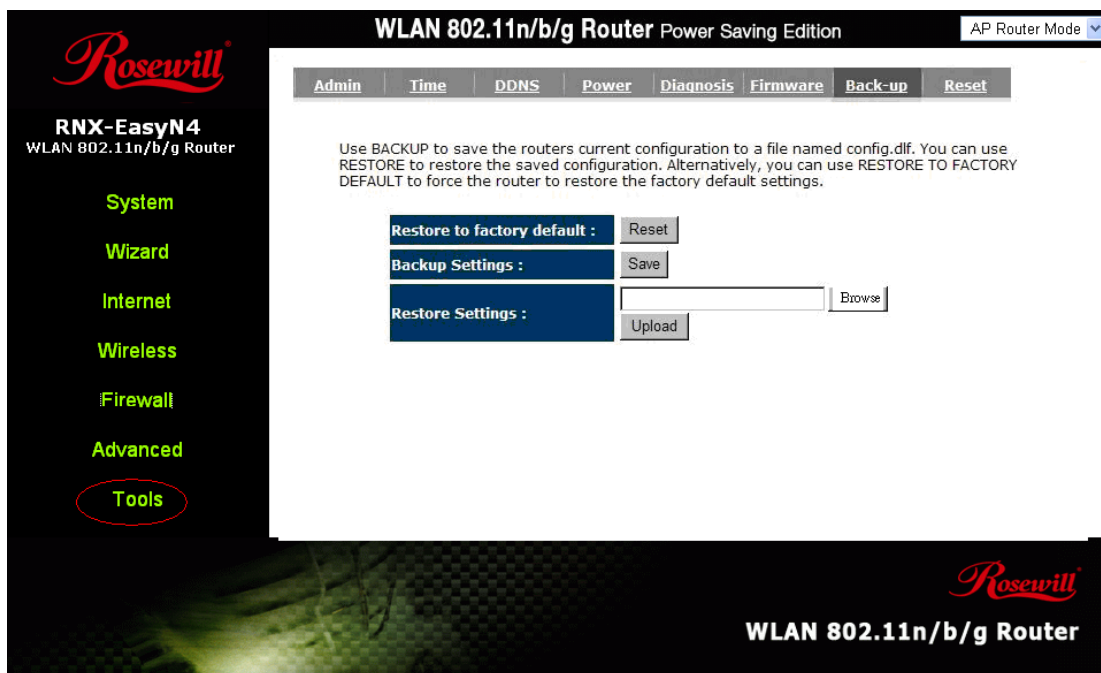 WLAN 802.11n/b/g Router Power Saving Edition
AP Router Mode
Rosewill
RNX-EasyN4
WLAN 802.11n/b/g Router
System
Wizard
Internet
Wireless
Firewall
Advanced
Tools
Admin Time DDNS Power Diagnosis Firmware Back-up Reset
Use BACKUP to save the routers current configuration to a file named config.dlf. You can use
RESTORE to restore the saved configuration. Alternatively, you can use RESTORE TO FACTORY
DEFAULT to force the router to restore the factory default settings.
Restore to factory default : Reset
Backup Settings : Save
Restore Settings : Browse
Upload
Rosewill
WLAN 802.11n/b/g Router